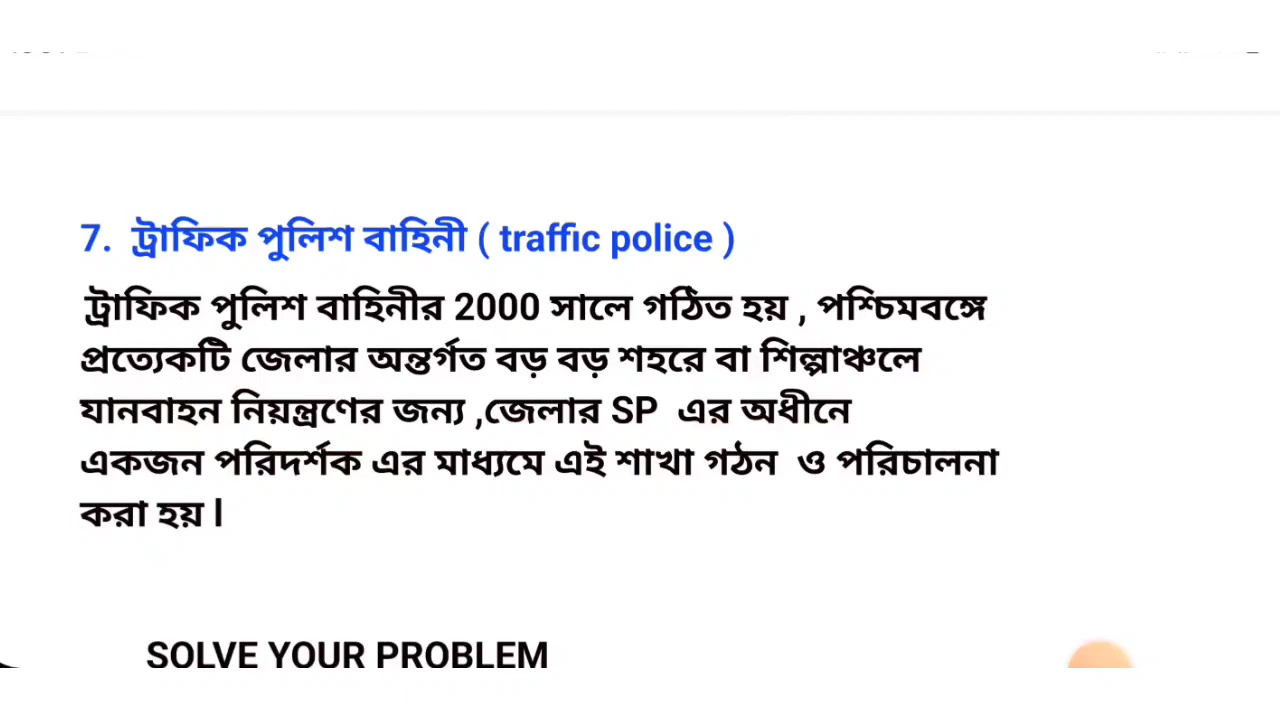 7. ট্রাফিক পুলিশ বাহিনী ( traffic police )
ট্রাফিক পুলিশ বাহিনীর 2000 সালে গঠিত হয় , পশ্চিমবঙ্গে
প্রত্যেকটি জেলার অন্তর্গত বড় বড় শহরে বা শিল্পাঞ্চলে
যানবাহন নিয়ন্ত্রণের জন্য ,জেলার SP এর অধীনে
একজন পরিদর্শক এর মাধ্যমে এই শাখা গঠন ও পরিচালনা
করা হয় l
SOLVE YOUR PROBLEM